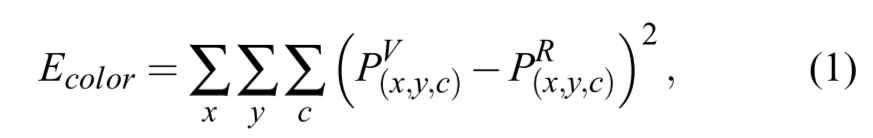 $E_{color} = \sum_{x} \sum_{y} \sum_{c} \left( P^{V}_{(x,y,c)} - P^{R}_{(x,y,c)} \right)^{2},$ (1)